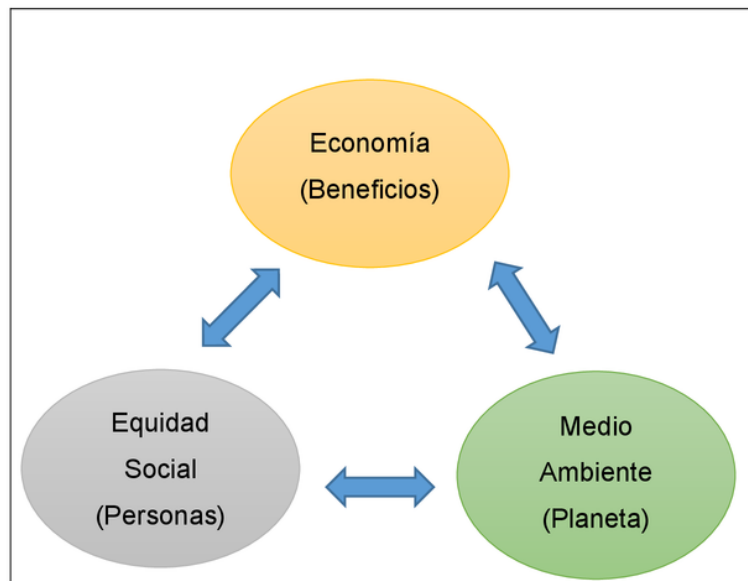 Economía
(Beneficios)
Equidad
Social
(Personas)
Medio
Ambiente
(Planeta)